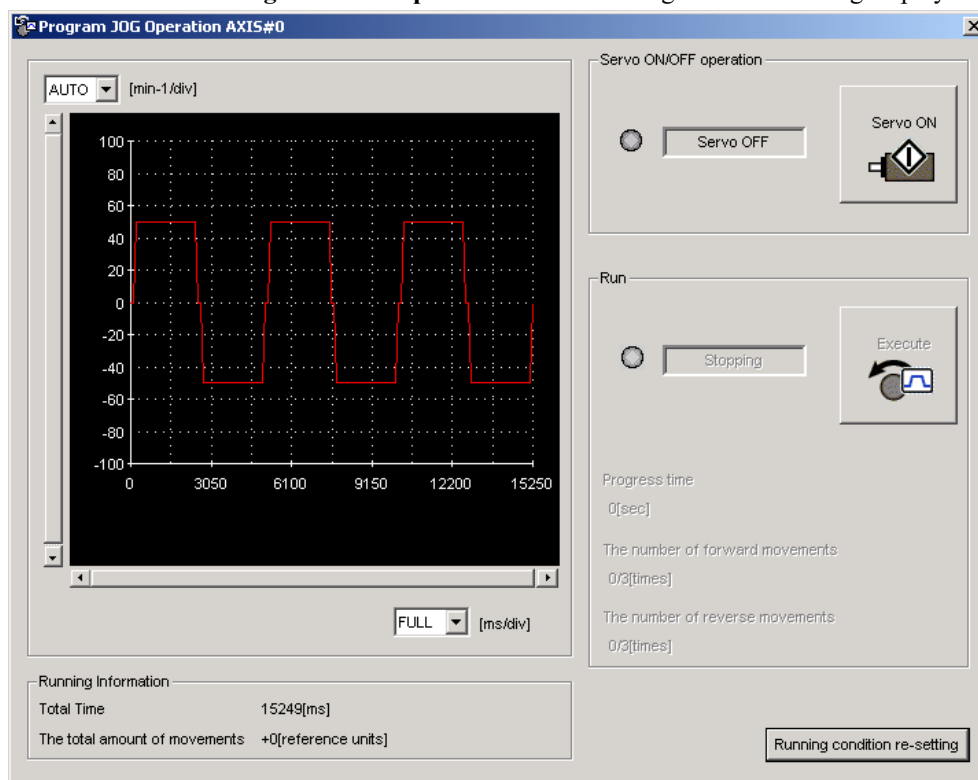 Program JOG Operation AXIS#0
AUTO [min-1/div]
100
80
60
40
20
0
-20
-40
-60
-80
-100
0 3050 6100 9150 12200 15250
FULL [ms/div]
Servo ON/OFF operation
Servo OFF
Servo ON
Run
Stopping
Execute
Progress time
0[sec]
The number of forward movements
0/3[times]
The number of reverse movements
0/3[times]
Running Information
Total Time 15249[ms]
The total amount of movements +0[reference units]
Running condition re-setting